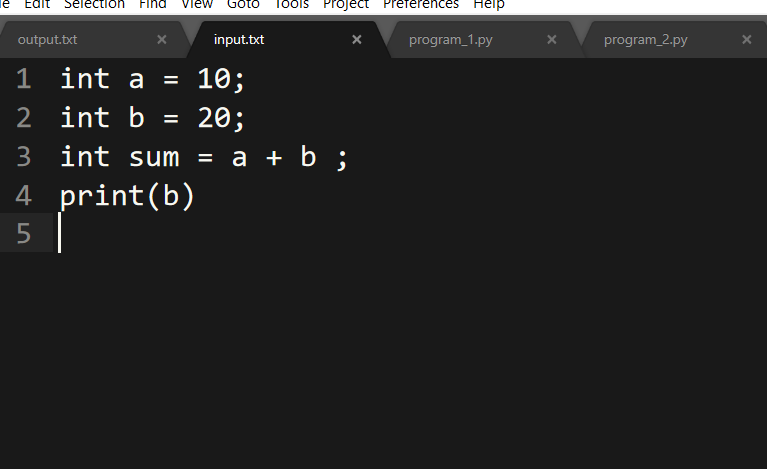 Edit Selection Find View Goto Tools Project Preferences Help
output.txt × input.txt × program_1.py × program_2.py ×
1 int a = 10;
2 int b = 20;
3 int sum = a + b ;
4 print(b)
5